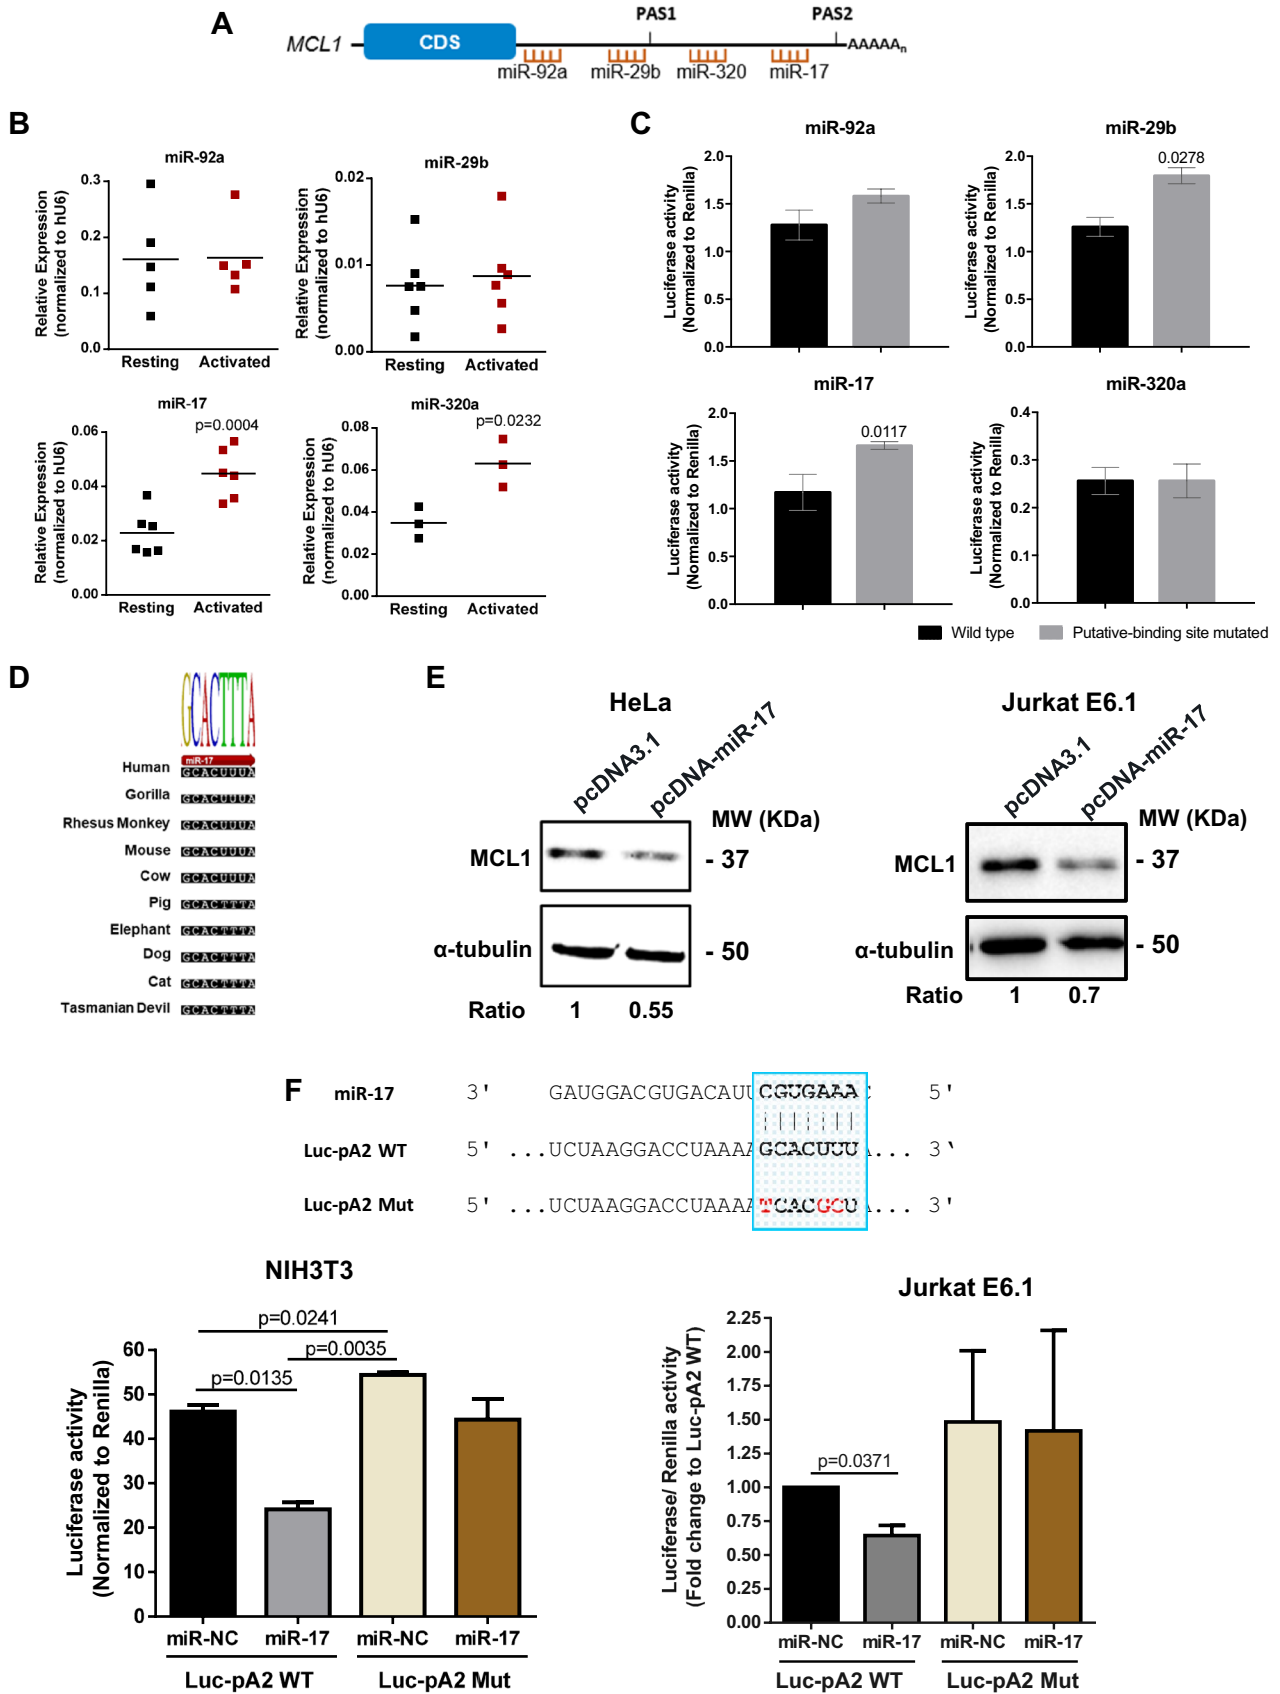 A
MCL1
CDS
PAS1
PAS2
AAAAAn
miR-92a
miR-29b
miR-320
miR-17
B
miR-92a
Relative Expression
(normalized to hU6)
0.3
0.2
0.1
0.0
Resting
Activated
miR-29b
Relative Expression
(normalized to hU6)
0.02
0.01
0.00
Resting
Activated
miR-17
p=0.0004
Relative Expression
(normalized to hU6)
0.06
0.04
0.02
0.00
Resting
Activated
miR-320a
p=0.0232
Relative Expression
(normalized to hU6)
0.08
0.06
0.04
0.02
0.00
Resting
Activated
C
miR-92a
Luciferase activity
(Normalized to Renilla)
2.0
1.5
1.0
0.5
0.0
miR-29b
0.0278
Luciferase activity
(Normalized to Renilla)
2.0
1.5
1.0
0.5
0.0
miR-17
0.0117
Luciferase activity
(Normalized to Renilla)
2.0
1.5
1.0
0.5
0.0
miR-320a
Luciferase activity
(Normalized to Renilla)
0.4
0.3
0.2
0.1
0.0
Wild type
Putative-binding site mutated
D
GCACTTTA
miR-17
Human GCACUUUA
Gorilla GCACUUUA
Rhesus Monkey GCACUUUA
Mouse GCACUUUA
Cow GCACUUUA
Pig GCACTTTA
Elephant GCACTTTA
Dog GCACTTTA
Cat GCACTTTA
Tasmanian Devil GCACTTTA
E
HeLa
pcDNA3.1
pcDNA-miR-17
MW (KDa)
MCL1
- 37
α-tubulin
- 50
Ratio 1 0.55
Jurkat E6.1
pcDNA3.1
pcDNA-miR-17
MW (KDa)
MCL1
- 37
α-tubulin
- 50
Ratio 1 0.7
F
miR-17 3' GAUGGACGUGACAUUCGUGAAAC 5'
Luc-pA2 WT 5' ...UCUAAGGACCUAAAAGCACUUUA... 3‘
Luc-pA2 Mut 5' ...UCUAAGGACCUAAAATCACGCUA... 3'
NIH3T3
p=0.0241
p=0.0035
p=0.0135
Luciferase activity
(Normalized to Renilla)
60
50
40
30
20
10
0
miR-NC
miR-17
miR-NC
miR-17
Luc-pA2 WT
Luc-pA2 Mut
Jurkat E6.1
p=0.0371
Luciferase/ Renilla activity
(Fold change to Luc-pA2 WT)
2.25
2.00
1.75
1.50
1.25
1.00
0.75
0.50
0.25
0.00
miR-NC
miR-17
miR-NC
miR-17
Luc-pA2 WT
Luc-pA2 Mut